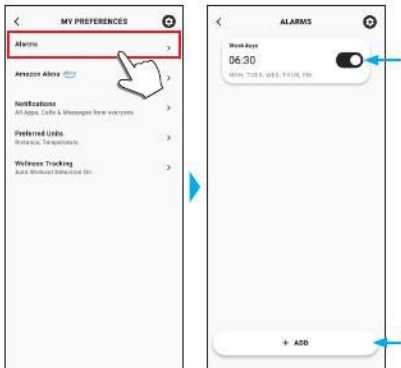 MY PREFERENCES
Alarms
Amazon Alexa
Notifications
All Apps, Calls & Messages from everyone
Preferred Units
Distance, Temperature
Wellness Tracking
Auto Workout Detection On
ALARMS
Week Days
06:30
MON, TUES, WED, THUR, FRI
+ ADD